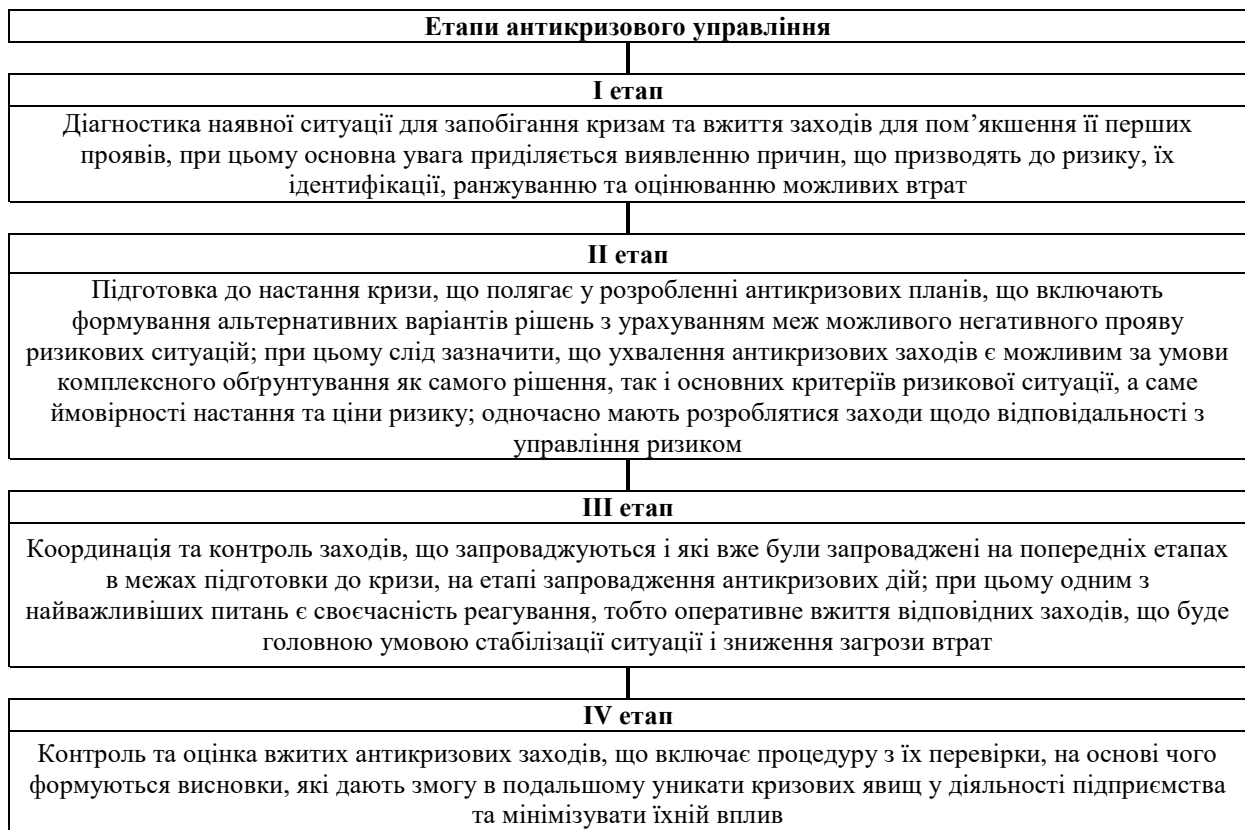 Етапи антикризового управління
I етап
Діагностика наявної ситуації для запобігання кризам та вжиття заходів для пом’якшення її перших
проявів, при цьому основна увага приділяється виявленню причин, що призводять до ризику, їх
ідентифікації, ранжуванню та оцінюванню можливих втрат
II етап
Підготовка до настання кризи, що полягає у розробленні антикризових планів, що включають
формування альтернативних варіантів рішень з урахуванням меж можливого негативного прояву
ризикових ситуацій; при цьому слід зазначити, що ухвалення антикризових заходів є можливим за умови
комплексного обґрунтування як самого рішення, так і основних критеріїв ризикової ситуації, а саме
ймовірності настання та ціни ризику; одночасно мають розроблятися заходи щодо відповідальності з
управління ризиком
III етап
Координація та контроль заходів, що запроваджуються і які вже були запроваджені на попередніх етапах
в межах підготовки до кризи, на етапі запровадження антикризових дій; при цьому одним з
найважливіших питань є своєчасність реагування, тобто оперативне вжиття відповідних заходів, що буде
головною умовою стабілізації ситуації і зниження загрози втрат
IV етап
Контроль та оцінка вжитих антикризових заходів, що включає процедуру з їх перевірки, на основі чого
формуються висновки, які дають змогу в подальшому уникати кризових явищ у діяльності підприємства
та мінімізувати їхній вплив